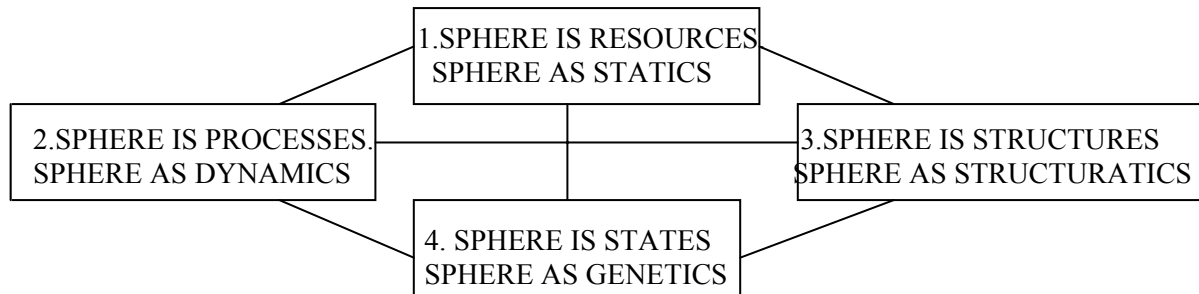 1.SPHERE IS RESOURCES
SPHERE AS STATICS
2.SPHERE IS PROCESSES.
SPHERE AS DYNAMICS
3.SPHERE IS STRUCTURES
SPHERE AS STRUCTURATICS
4. SPHERE IS STATES
SPHERE AS GENETICS